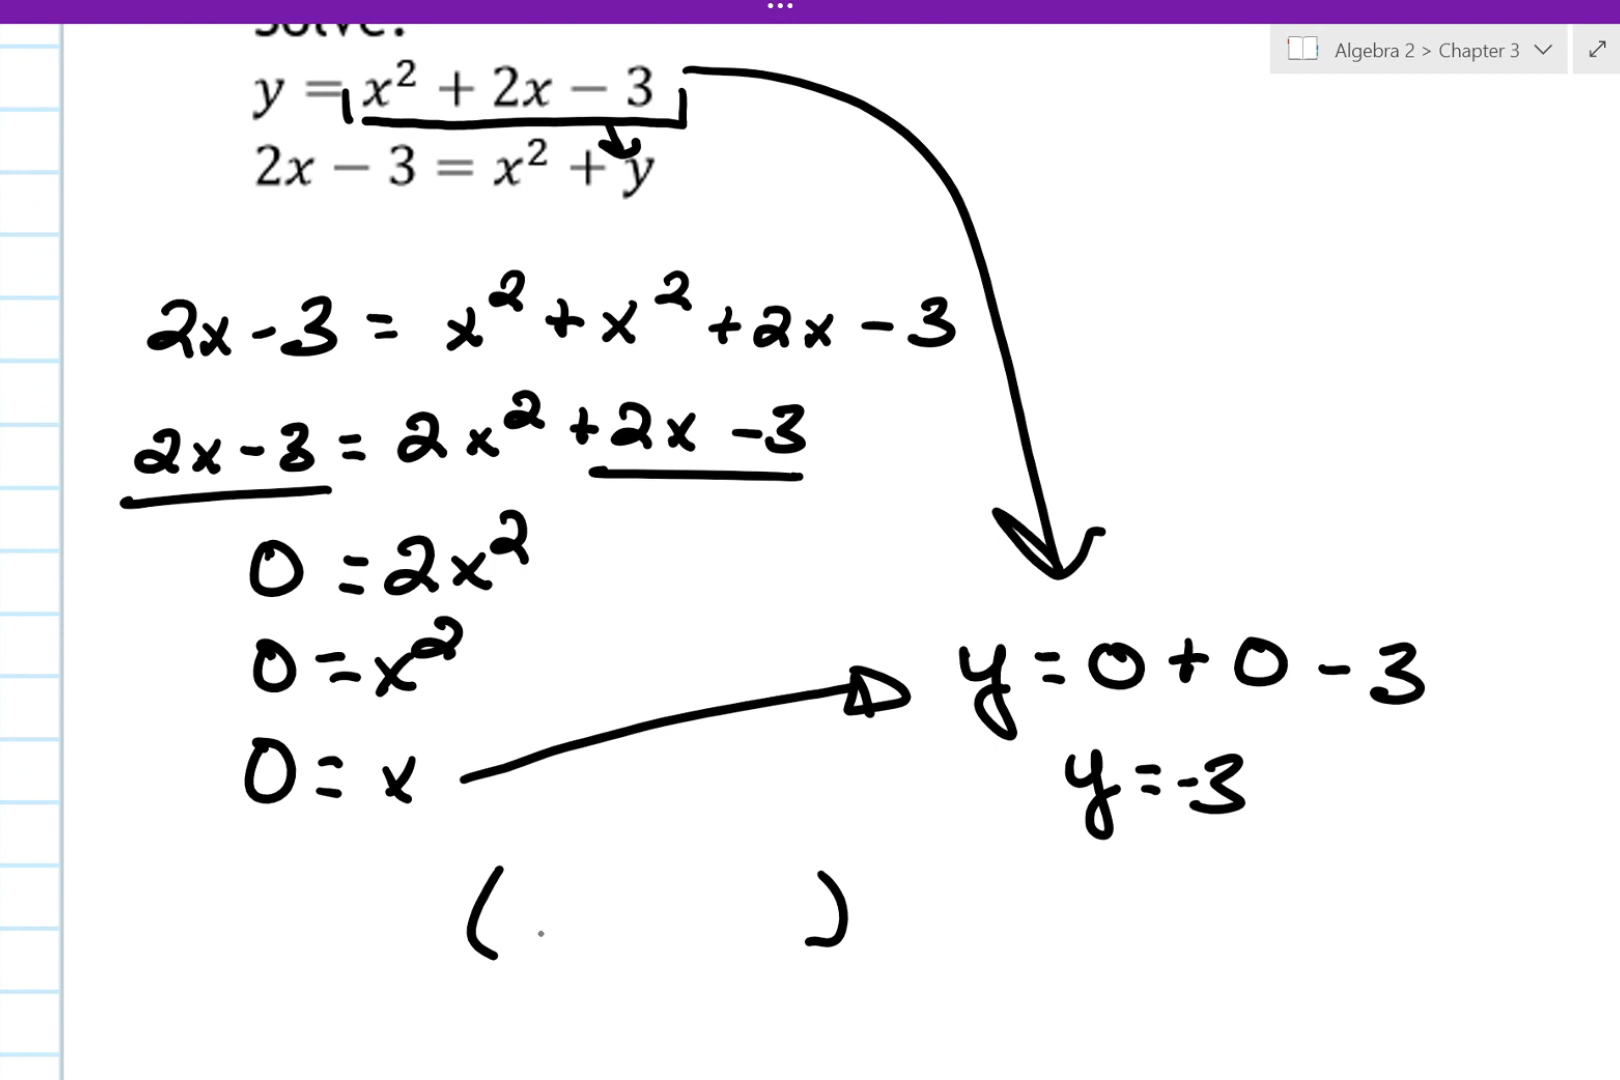 Solve:
Algebra 2 > Chapter 3
y = x² + 2x − 3
2x − 3 = x² + y
2x - 3 = x² + x² + 2x - 3
2x - 3 = 2x² + 2x - 3
0 = 2x²
0 = x²
y = 0 + 0 - 3
0 = x
y = -3
( )